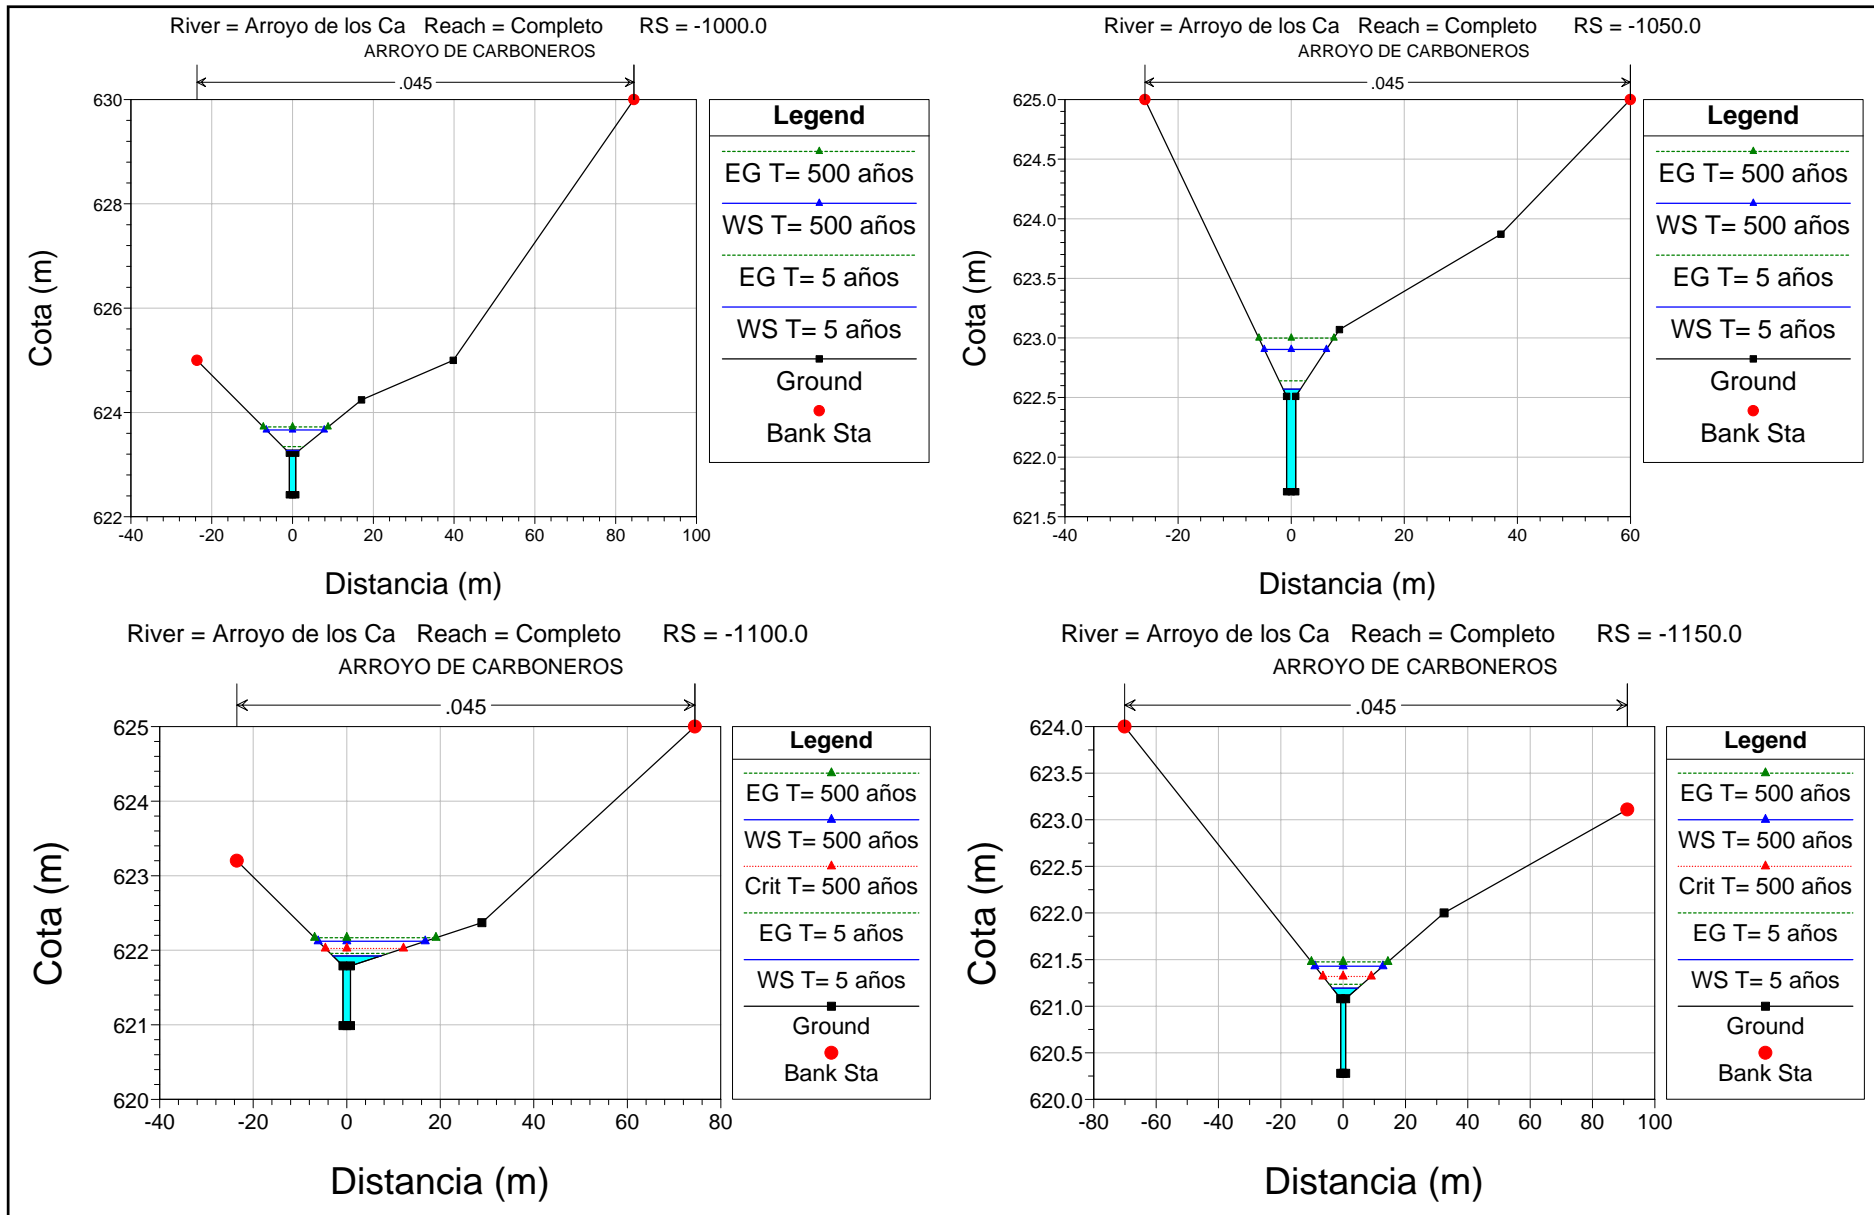 River = Arroyo de los Ca Reach = Completo RS = -1000.0
ARROYO DE CARBONEROS
.045
630
628
626
624
622
-40
-20
0
20
40
60
80
100
Cota (m)
Distancia (m)
Legend
EG T= 500 años
WS T= 500 años
EG T= 5 años
WS T= 5 años
Ground
Bank Sta
River = Arroyo de los Ca Reach = Completo RS = -1050.0
ARROYO DE CARBONEROS
.045
625.0
624.5
624.0
623.5
623.0
622.5
622.0
621.5
-40
-20
0
20
40
60
Cota (m)
Distancia (m)
Legend
EG T= 500 años
WS T= 500 años
EG T= 5 años
WS T= 5 años
Ground
Bank Sta
River = Arroyo de los Ca Reach = Completo RS = -1100.0
ARROYO DE CARBONEROS
.045
625
624
623
622
621
620
-40
-20
0
20
40
60
80
Cota (m)
Distancia (m)
Legend
EG T= 500 años
WS T= 500 años
Crit T= 500 años
EG T= 5 años
WS T= 5 años
Ground
Bank Sta
River = Arroyo de los Ca Reach = Completo RS = -1150.0
ARROYO DE CARBONEROS
.045
624.0
623.5
623.0
622.5
622.0
621.5
621.0
620.5
620.0
-80
-60
-40
-20
0
20
40
60
80
100
Cota (m)
Distancia (m)
Legend
EG T= 500 años
WS T= 500 años
Crit T= 500 años
EG T= 5 años
WS T= 5 años
Ground
Bank Sta